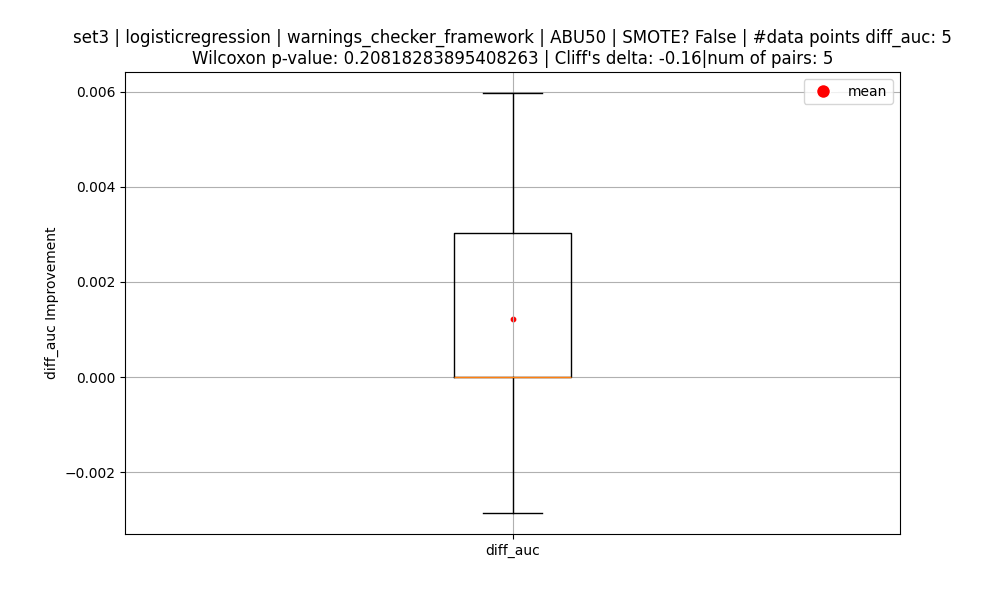 set3 | logisticregression | warnings_checker_framework | ABU50 | SMOTE? False | #data points diff_auc: 5
Wilcoxon p-value: 0.20818283895408263 | Cliff's delta: -0.16|num of pairs: 5
mean
0.006
0.004
0.002
0.000
−0.002
diff_auc Improvement
diff_auc